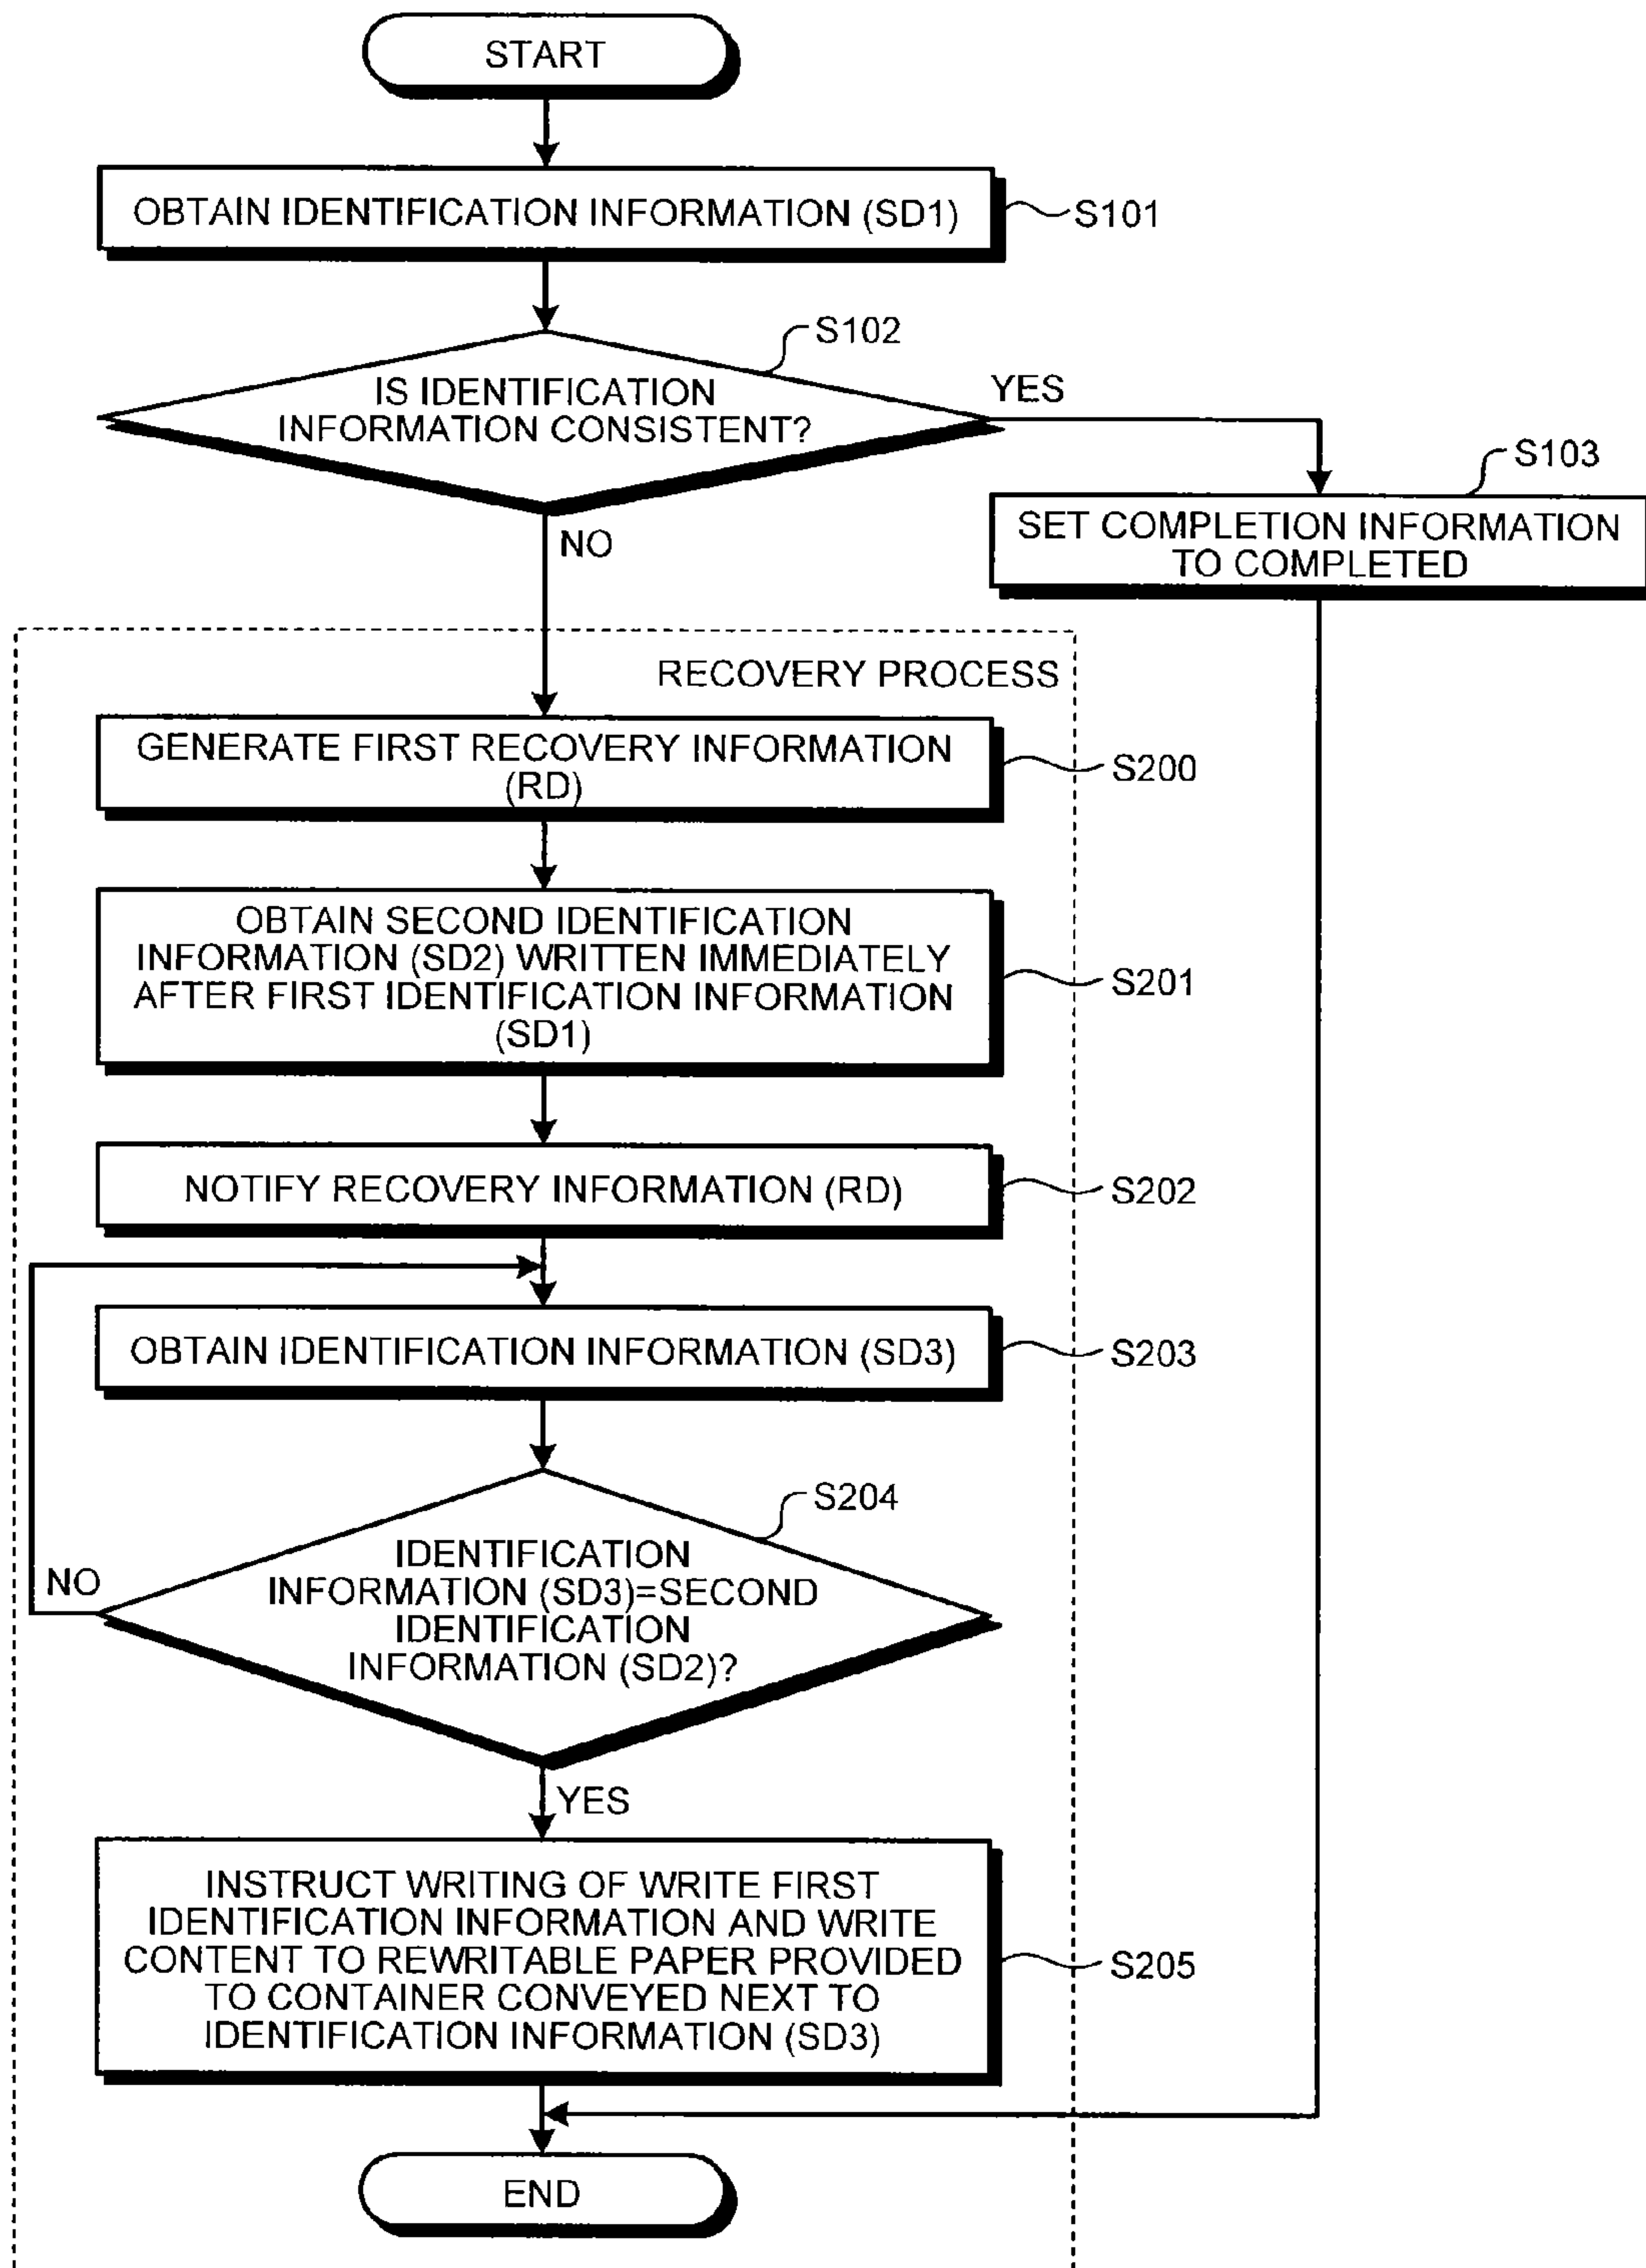 START
OBTAIN IDENTIFICATION INFORMATION (SD1)
S101
S102
IS IDENTIFICATION
INFORMATION CONSISTENT?
YES
NO
S103
SET COMPLETION INFORMATION
TO COMPLETED
RECOVERY PROCESS
GENERATE FIRST RECOVERY INFORMATION
(RD)
S200
OBTAIN SECOND IDENTIFICATION
INFORMATION (SD2) WRITTEN IMMEDIATELY
AFTER FIRST IDENTIFICATION INFORMATION
(SD1)
S201
NOTIFY RECOVERY INFORMATION (RD)
S202
OBTAIN IDENTIFICATION INFORMATION (SD3)
S203
S204
IDENTIFICATION
INFORMATION (SD3)=SECOND
IDENTIFICATION
INFORMATION (SD2)?
NO
YES
INSTRUCT WRITING OF WRITE FIRST
IDENTIFICATION INFORMATION AND WRITE
CONTENT TO REWRITABLE PAPER PROVIDED
TO CONTAINER CONVEYED NEXT TO
IDENTIFICATION INFORMATION (SD3)
S205
END